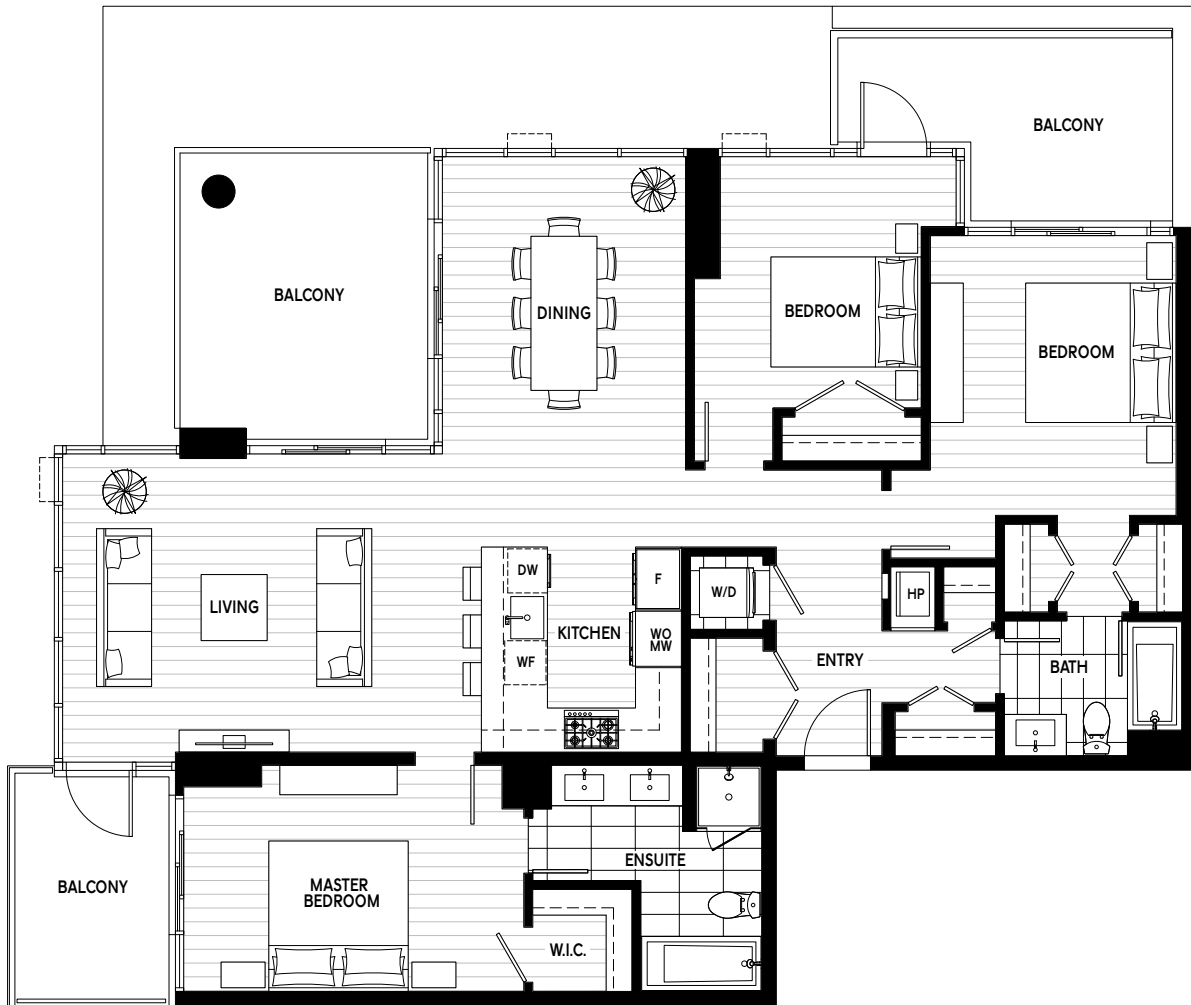 BALCONY
BALCONY
DINING
BEDROOM
BEDROOM
DW
F
W/D
HP
LIVING
KITCHEN
WO
MW
WF
ENTRY
BATH
BALCONY
MASTER
BEDROOM
ENSUITE
W.I.C.